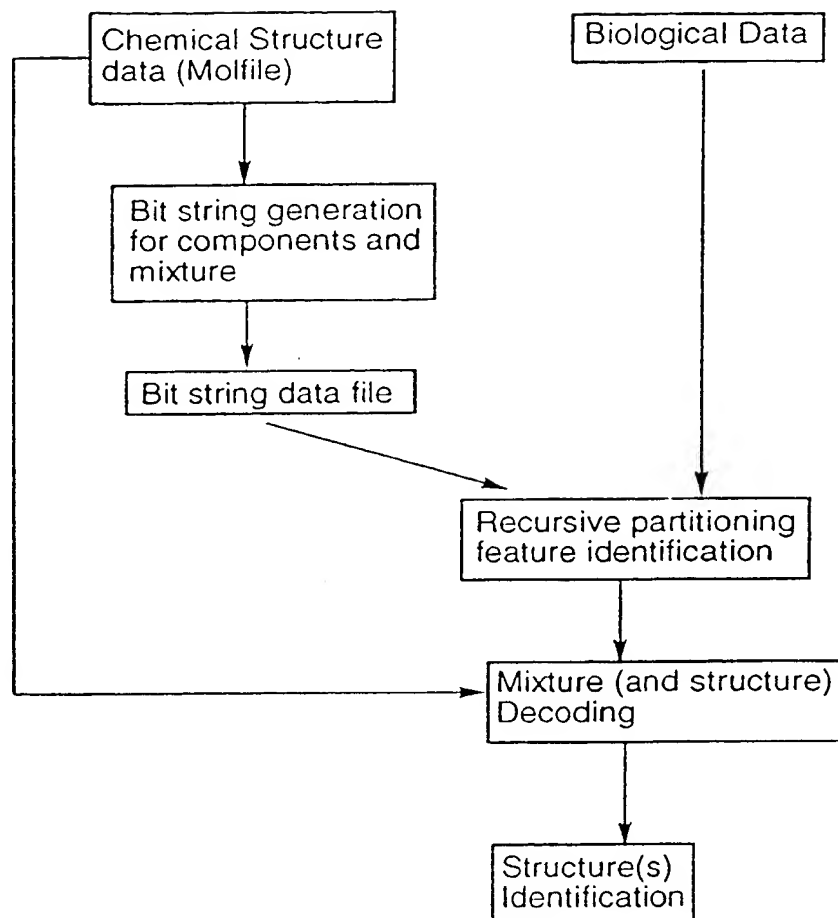 Chemical Structure
data (Molfile)
Biological Data
Bit string generation
for components and
mixture
Bit string data file
Recursive partitioning
feature identification
Mixture (and structure)
Decoding
Structure(s)
Identification